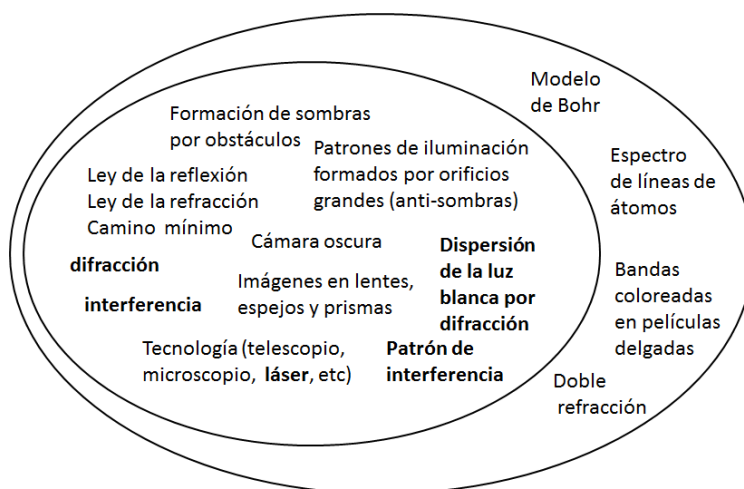 Modelo
de Bohr
Formación de sombras
por obstáculos
Patrones de iluminación
formados por orificios
grandes (anti-sombras)
Espectro
de líneas de
átomos
Ley de la reflexión
Ley de la refracción
Camino mínimo
Cámara oscura
Dispersión
de la luz
blanca por
difracción
difracción
interferencia
Imágenes en lentes,
espejos y prismas
Bandas
coloreadas
en películas
delgadas
Tecnología (telescopio,
microscopio, láser, etc)
Patrón de
interferencia
Doble
refracción